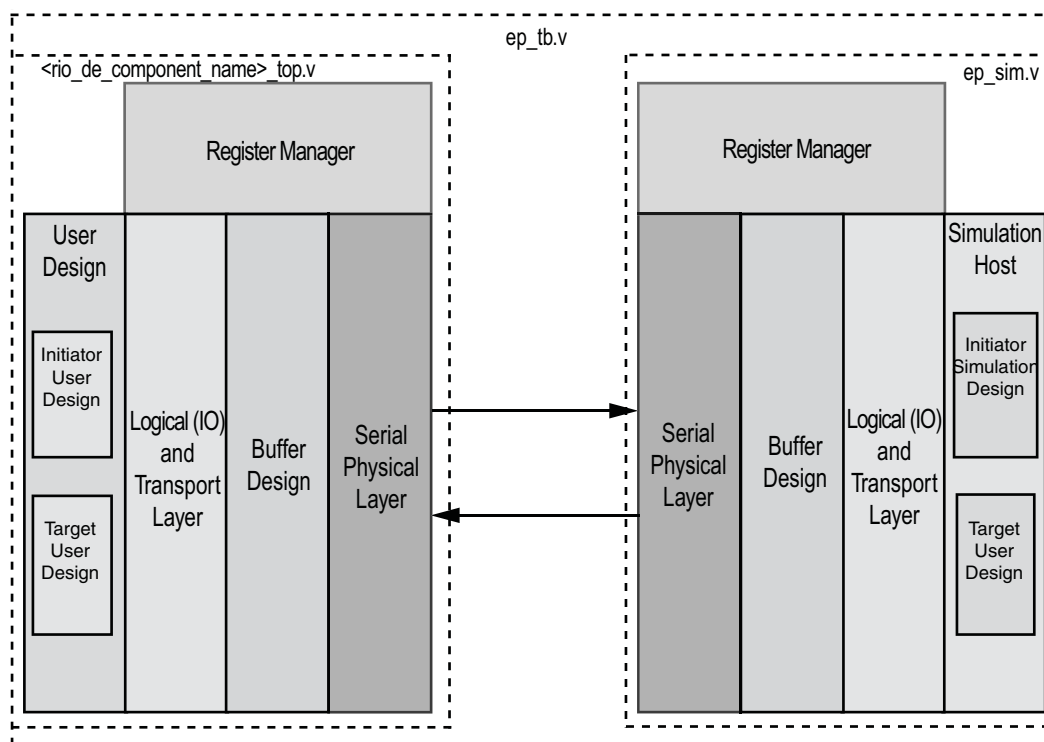 ep_tb.v
<rio_de_component_name>_top.v
Register Manager
User
Design
Initiator
User
Design
Target
User
Design
Logical (IO)
and
Transport
Layer
Buffer
Design
Serial
Physical
Layer
ep_sim.v
Register Manager
Serial
Physical
Layer
Buffer
Design
Logical (IO)
and
Transport
Layer
Simulation
Host
Initiator
Simulation
Design
Target
User
Design